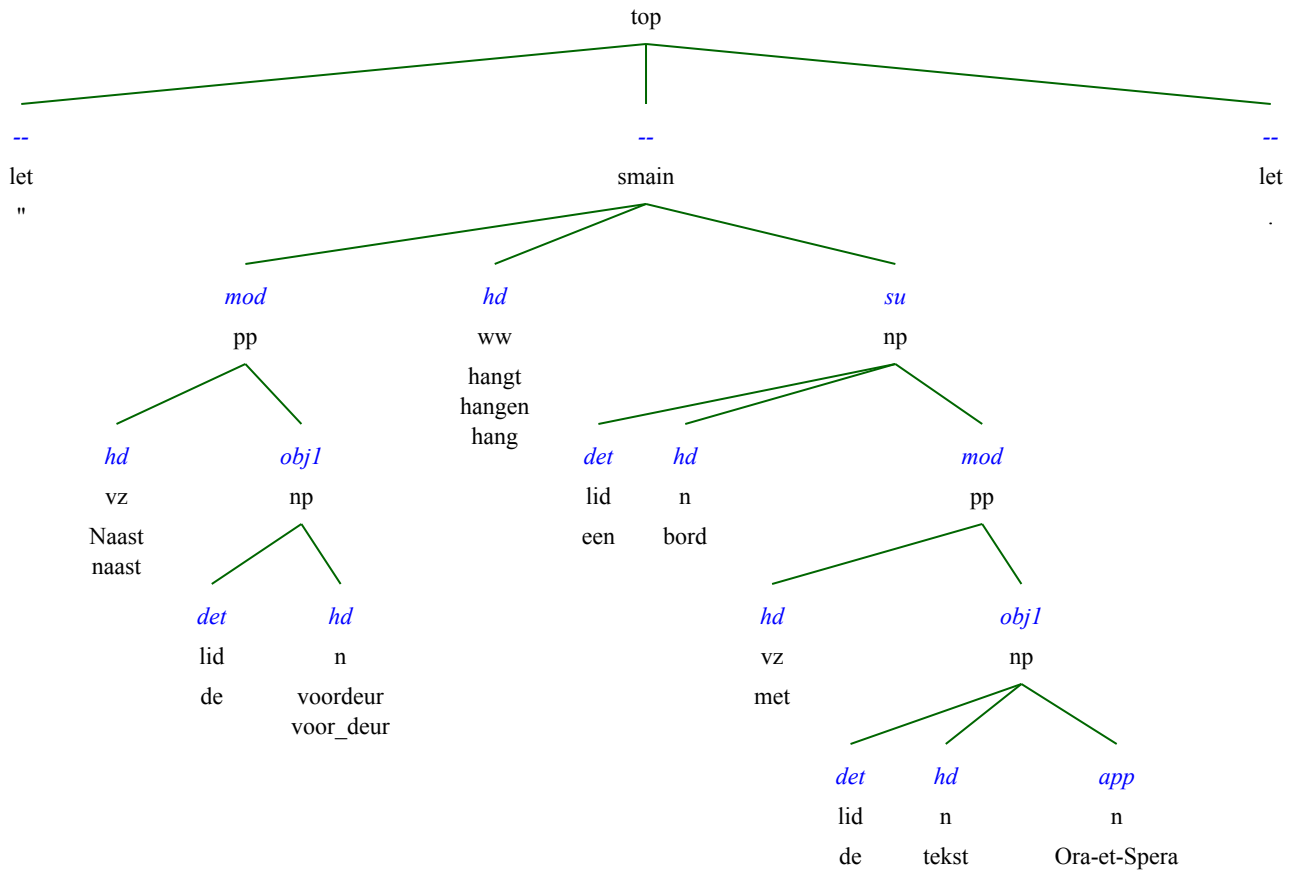 top
-- -- --
let smain let
" .
mod hd su
pp ww np
hangt
hangen
hang
hd obj1 det hd mod
vz np lid n pp
Naast een bord
naast
det hd hd obj1
lid n vz np
de voordeur met
voor_deur
det hd app
lid n n
de tekst Ora-et-Spera